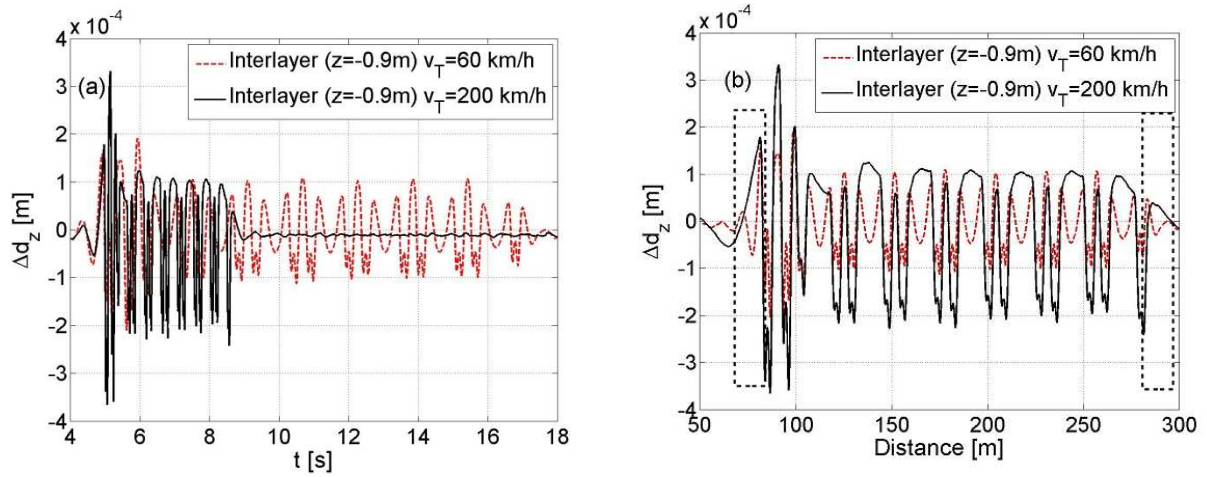 x 10⁻⁴
4
3
2
1
0
-1
-2
-3
-4
Δd_z [m]
(a)
Interlayer (z=-0.9m) v_T=60 km/h
Interlayer (z=-0.9m) v_T=200 km/h
4 6 8 10 12 14 16 18
t [s]
x 10⁻⁴
4
3
2
1
0
-1
-2
-3
-4
Δd_z [m]
(b)
Interlayer (z=-0.9m) v_T=60 km/h
Interlayer (z=-0.9m) v_T=200 km/h
50 100 150 200 250 300
Distance [m]